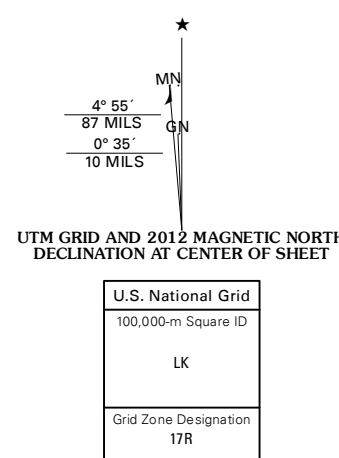 ★
MN
4° 55´
87 MILS
GN
0° 35´
10 MILS
UTM GRID AND 2012 MAGNETIC NORTH
DECLINATION AT CENTER OF SHEET
U.S. National Grid
100,000-m Square ID
LK
Grid Zone Designation
17R